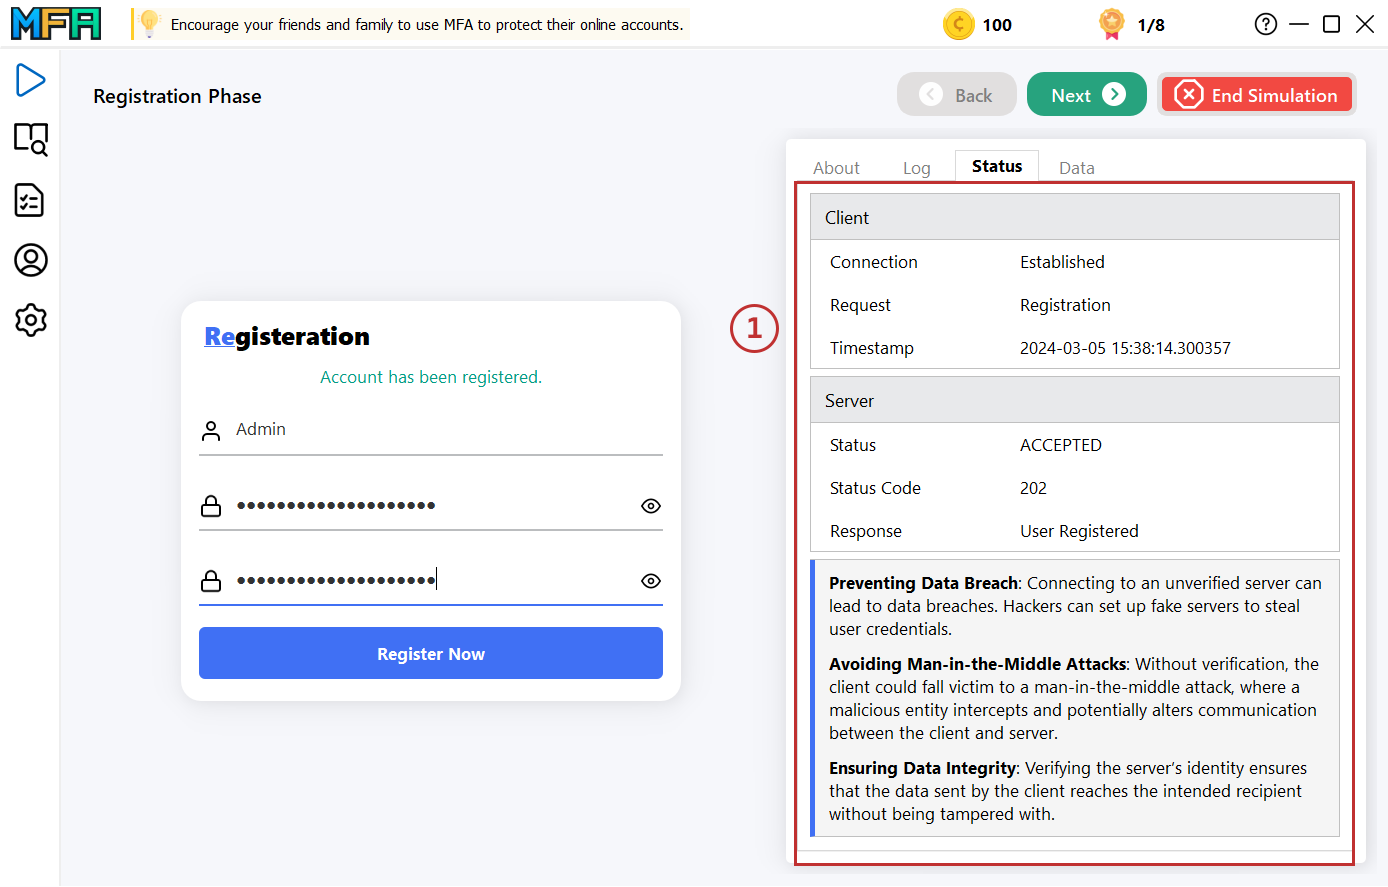 MFA
Encourage your friends and family to use MFA to protect their online accounts.
100
1/8
Registration Phase
Back
Next
End Simulation
About Log Status Data
Client
Connection Established
Request Registration
Timestamp 2024-03-05 15:38:14.300357
1
Server
Status ACCEPTED
Status Code 202
Response User Registered
Preventing Data Breach: Connecting to an unverified server can
lead to data breaches. Hackers can set up fake servers to steal
user credentials.
Avoiding Man-in-the-Middle Attacks: Without verification, the
client could fall victim to a man-in-the-middle attack, where a
malicious entity intercepts and potentially alters communication
between the client and server.
Ensuring Data Integrity: Verifying the server’s identity ensures
that the data sent by the client reaches the intended recipient
without being tampered with.
Registeration
Account has been registered.
Admin
••••••••••••••••••••
••••••••••••••••••••
Register Now